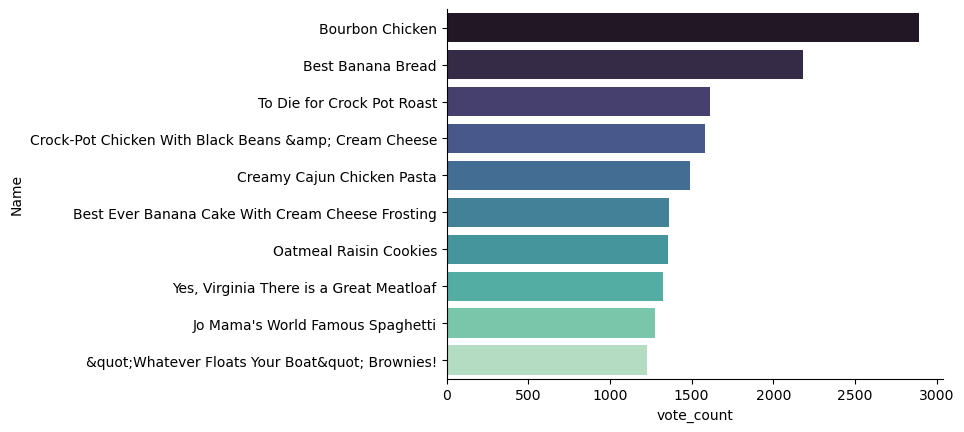 Bourbon Chicken
Best Banana Bread
To Die for Crock Pot Roast
Crock-Pot Chicken With Black Beans &amp; Cream Cheese
Creamy Cajun Chicken Pasta
Best Ever Banana Cake With Cream Cheese Frosting
Oatmeal Raisin Cookies
Yes, Virginia There is a Great Meatloaf
Jo Mama's World Famous Spaghetti
&quot;Whatever Floats Your Boat&quot; Brownies!
Name
0 500 1000 1500 2000 2500 3000
vote_count